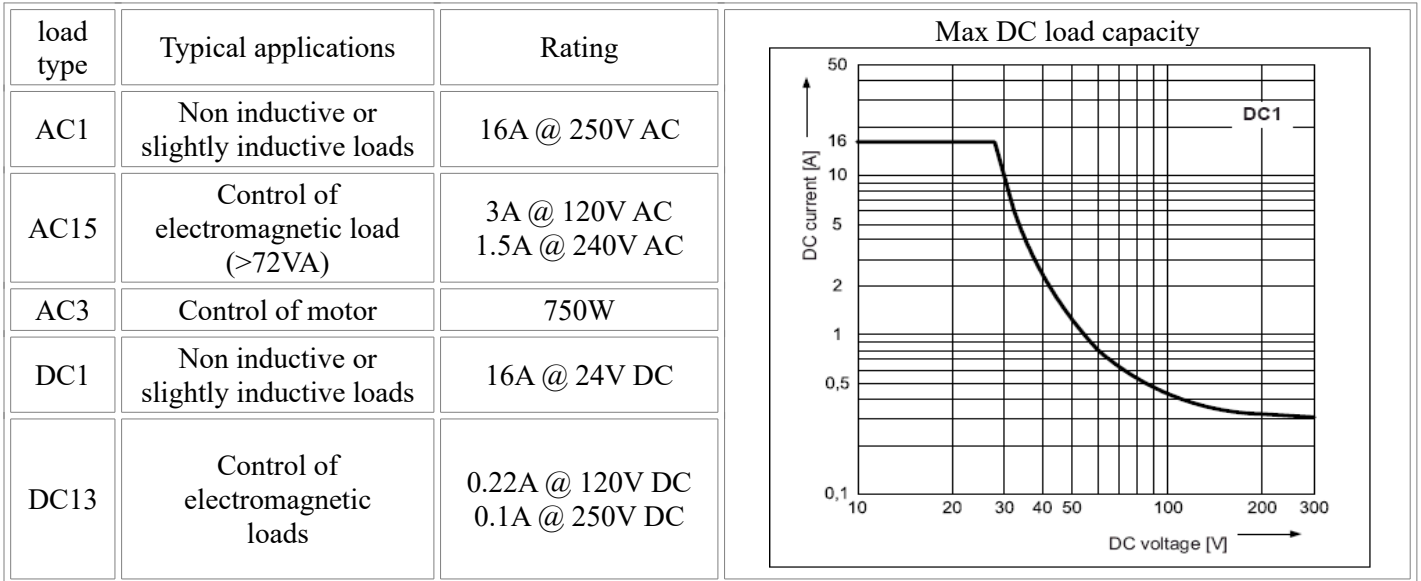 load
type
Typical applications
Rating
AC1
Non inductive or
slightly inductive loads
16A @ 250V AC
AC15
Control of
electromagnetic load
(>72VA)
3A @ 120V AC
1.5A @ 240V AC
AC3
Control of motor
750W
DC1
Non inductive or
slightly inductive loads
16A @ 24V DC
DC13
Control of
electromagnetic
loads
0.22A @ 120V DC
0.1A @ 250V DC
Max DC load capacity
DC1
DC current [A]
50
16
10
5
2
1
0,5
0,1
10 20 30 40 50 100 200 300
DC voltage [V]